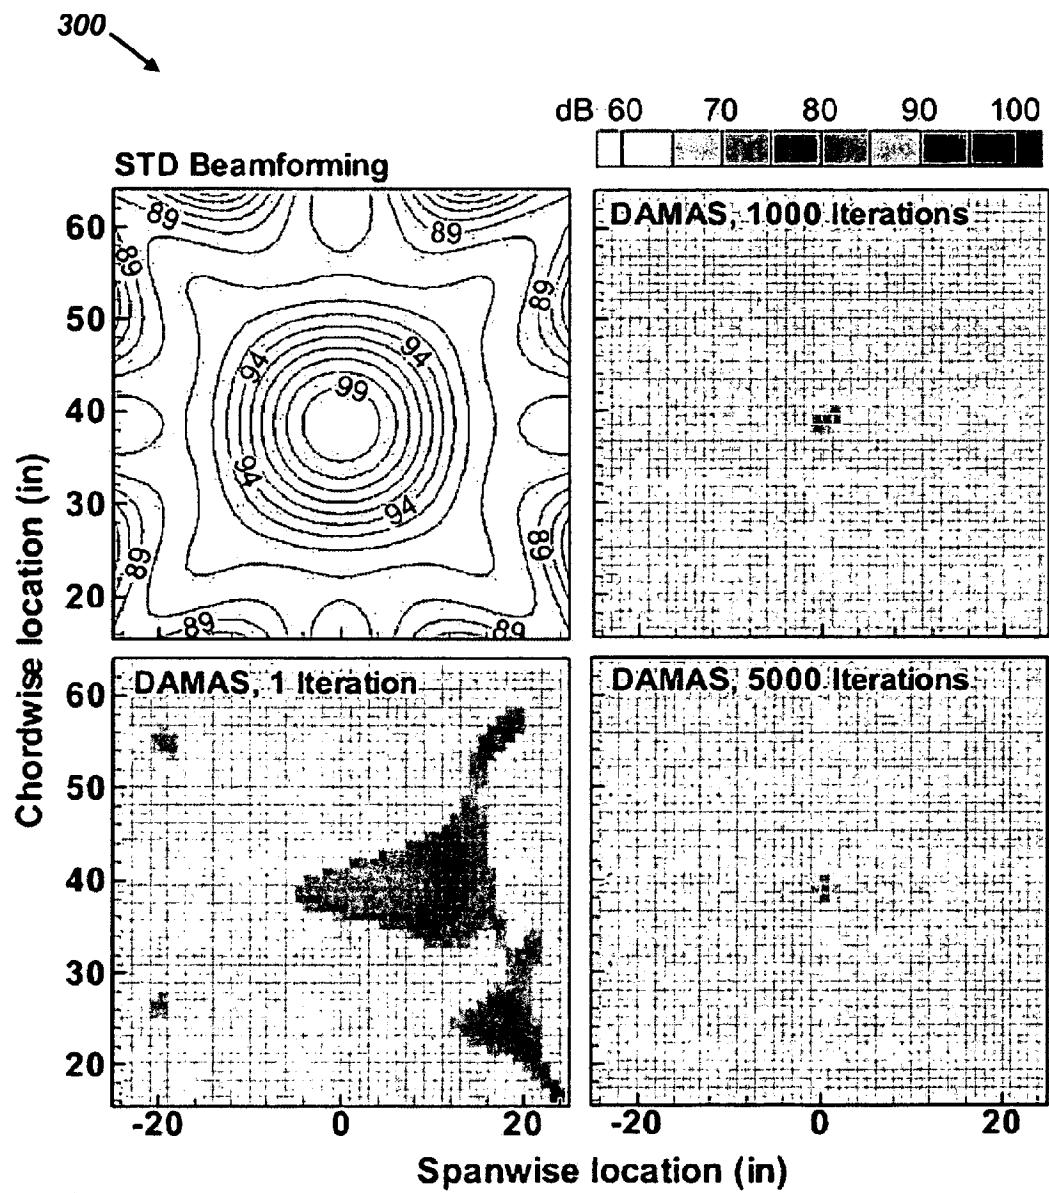 300
dB 60 70 80 90 100
STD Beamforming
DAMAS, 1000 Iterations
60
50
40
30
20
89
89
89
89
94
94
99
94
94
89
89
89
89
Chordwise location (in)
DAMAS, 1 Iteration
DAMAS, 5000 Iterations
60
50
40
30
20
-20 0 20
-20 0 20
Spanwise location (in)